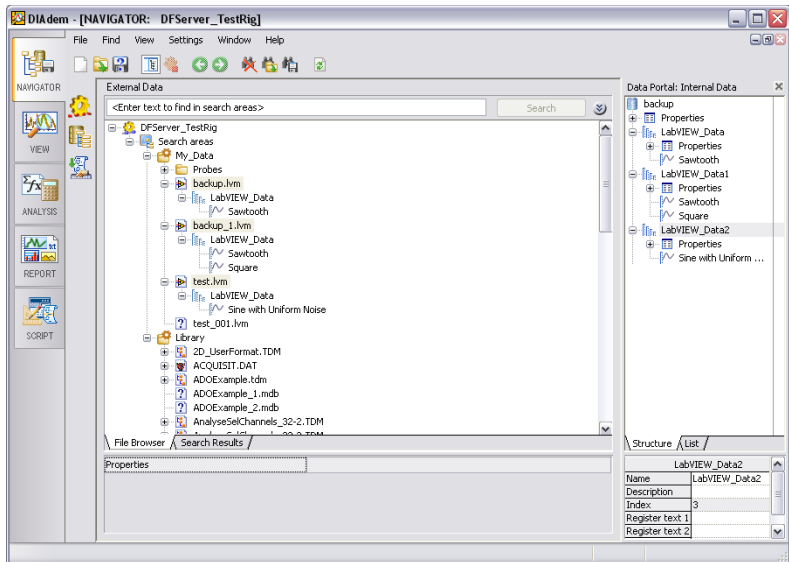 DIAdem - [NAVIGATOR: DFServer_TestRig]
File Find View Settings Window Help
NAVIGATOR
VIEW
ANALYSIS
REPORT
SCRIPT
External Data
<Enter text to find in search areas>
Search
DFServer_TestRig
Search areas
My_Data
Probes
backup.lvm
LabVIEW_Data
Sawtooth
backup_1.lvm
LabVIEW_Data
Sawtooth
Square
test.lvm
LabVIEW_Data
Sine with Uniform Noise
test_001.lvm
Library
2D_UserFormat.TDM
ACQUISIT.DAT
ADOExample.tdm
ADOExample_1.mdb
ADOExample_2.mdb
AnalyseSelChannels_32-2.TDM
File Browser Search Results
Properties
Data Portal: Internal Data
backup
Properties
LabVIEW_Data
Properties
Sawtooth
LabVIEW_Data1
Properties
Sawtooth
Square
LabVIEW_Data2
Properties
Sine with Uniform ...
Structure List
LabVIEW_Data2
Name LabVIEW_Data2
Description
Index 3
Register text 1
Register text 2